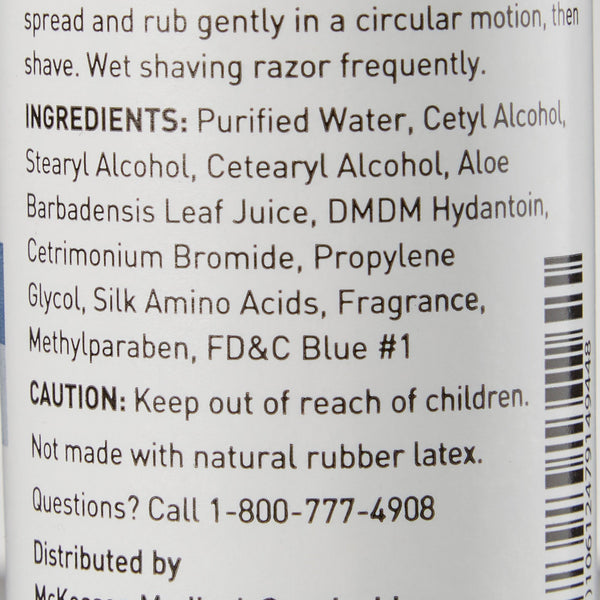 spread and rub gently in a circular motion, then
shave. Wet shaving razor frequently.
INGREDIENTS: Purified Water, Cetyl Alcohol,
Stearyl Alcohol, Cetearyl Alcohol, Aloe
Barbadensis Leaf Juice, DMDM Hydantoin,
Cetrimonium Bromide, Propylene
Glycol, Silk Amino Acids, Fragrance,
Methylparaben, FD&C Blue #1
CAUTION: Keep out of reach of children.
Not made with natural rubber latex.
Questions? Call 1-800-777-4908
Distributed by